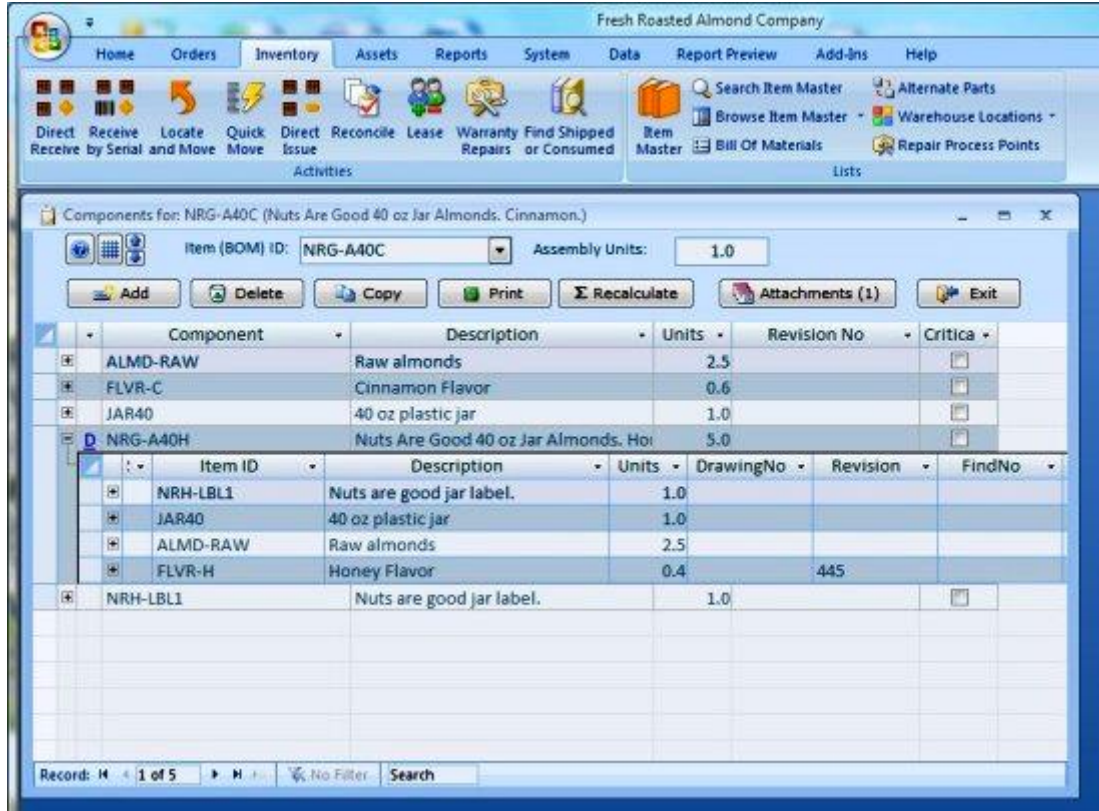 Fresh Roasted Almond Company
Home Orders Inventory Assets Reports System Data Report Preview Add-Ins Help
Search Item Master Alternate Parts
Browse Item Master Warehouse Locations
Direct Receive Locate Quick Direct Reconcile Lease Warranty Find Shipped Item
Receive by Serial and Move Move Issue Repairs or Consumed Master Bill Of Materials Repair Process Points
Activities Lists
Components for: NRG-A40C (Nuts Are Good 40 oz Jar Almonds. Cinnamon.)
Item (BOM) ID: NRG-A40C Assembly Units: 1.0
Add Delete Copy Print Σ Recalculate Attachments (1) Exit
Component Description Units Revision No Critica
ALMD-RAW Raw almonds 2.5
FLVR-C Cinnamon Flavor 0.6
JAR40 40 oz plastic jar 1.0
D NRG-A40H Nuts Are Good 40 oz Jar Almonds. Hoi 5.0
Item ID Description Units DrawingNo Revision FindNo
NRH-LBL1 Nuts are good jar label. 1.0
JAR40 40 oz plastic jar 1.0
ALMD-RAW Raw almonds 2.5
FLVR-H Honey Flavor 0.4 445
NRH-LBL1 Nuts are good jar label. 1.0
Record: 1 of 5 No Filter Search